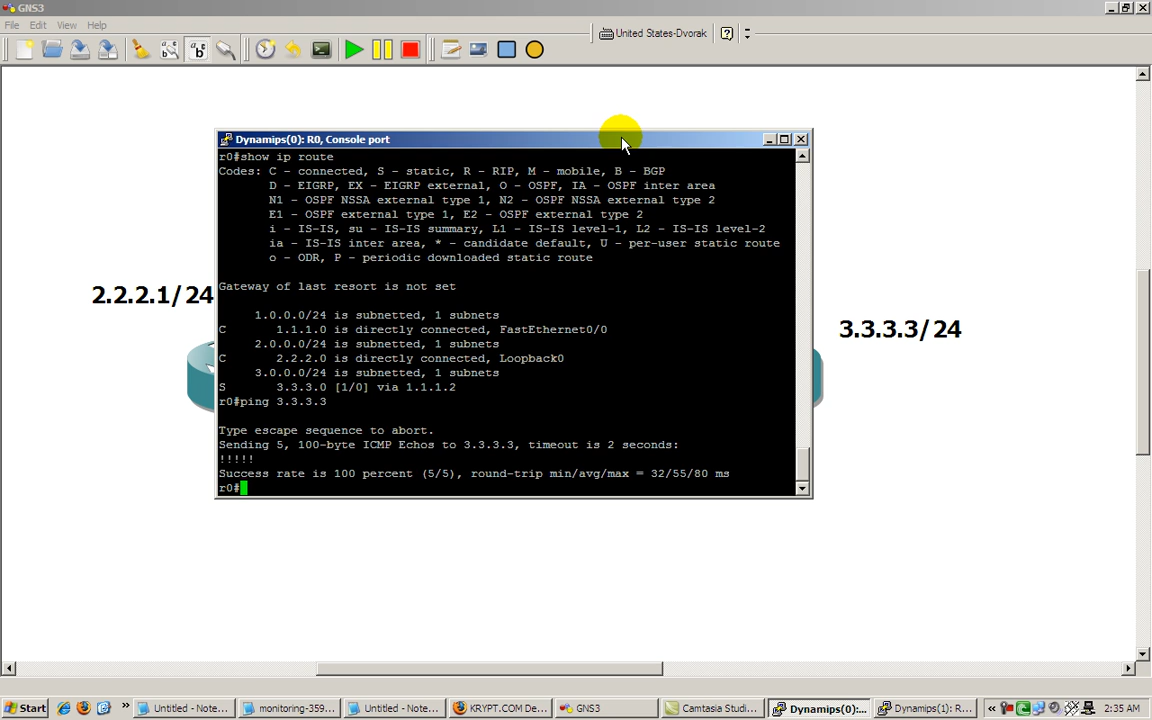 GNS3
File Edit View Help
United States-Dvorak
Dynamips(0): R0, Console port
r0#show ip route
Codes: C - connected, S - static, R - RIP, M - mobile, B - BGP
D - EIGRP, EX - EIGRP external, O - OSPF, IA - OSPF inter area
N1 - OSPF NSSA external type 1, N2 - OSPF NSSA external type 2
E1 - OSPF external type 1, E2 - OSPF external type 2
i - IS-IS, su - IS-IS summary, L1 - IS-IS level-1, L2 - IS-IS level-2
ia - IS-IS inter area, * - candidate default, U - per-user static route
o - ODR, P - periodic downloaded static route
Gateway of last resort is not set
1.0.0.0/24 is subnetted, 1 subnets
C 1.1.1.0 is directly connected, FastEthernet0/0
2.0.0.0/24 is subnetted, 1 subnets
C 2.2.2.0 is directly connected, Loopback0
3.0.0.0/24 is subnetted, 1 subnets
S 3.3.3.0 [1/0] via 1.1.1.2
r0#ping 3.3.3.3
Type escape sequence to abort.
Sending 5, 100-byte ICMP Echos to 3.3.3.3, timeout is 2 seconds:
!!!!!
Success rate is 100 percent (5/5), round-trip min/avg/max = 32/55/80 ms
r0#
2.2.2.1/24
3.3.3.3/24
Start
Untitled - Note...
monitoring-359...
Untitled - Note...
KRYPT.COM De...
GNS3
Camtasia Studi...
Dynamips(0):...
Dynamips(1): R...
2:35 AM